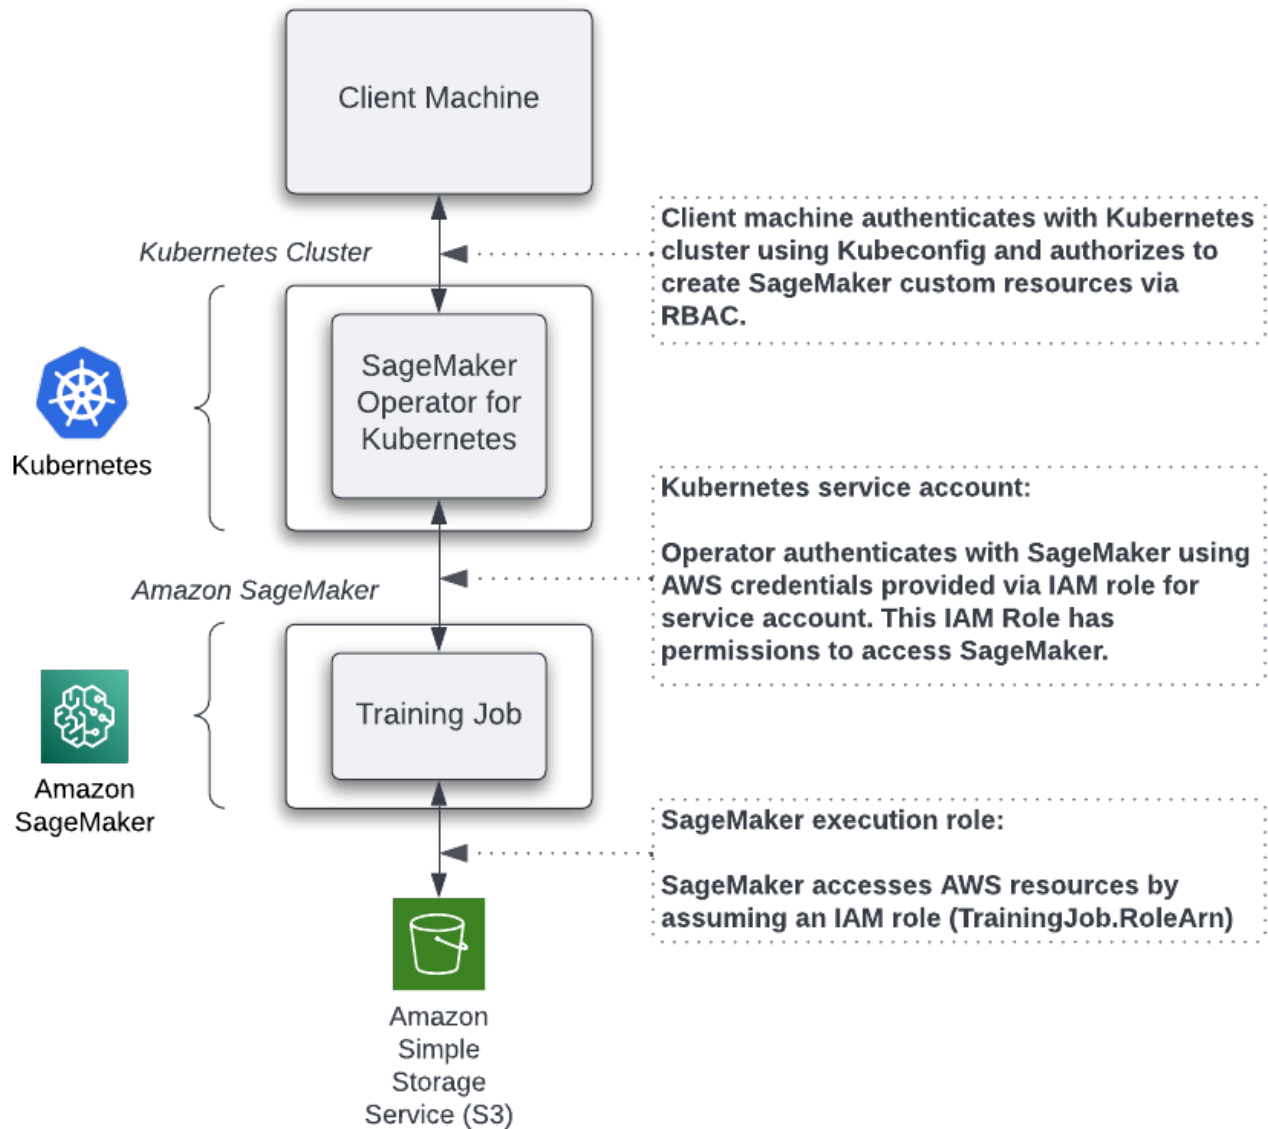 Client Machine
Kubernetes Cluster
Client machine authenticates with Kubernetes
cluster using Kubeconfig and authorizes to
create SageMaker custom resources via
RBAC.
SageMaker
Operator for
Kubernetes
Kubernetes
Kubernetes service account:
Operator authenticates with SageMaker using
AWS credentials provided via IAM role for
service account. This IAM Role has
permissions to access SageMaker.
Amazon SageMaker
Training Job
Amazon
SageMaker
SageMaker execution role:
SageMaker accesses AWS resources by
assuming an IAM role (TrainingJob.RoleArn)
Amazon
Simple
Storage
Service (S3)